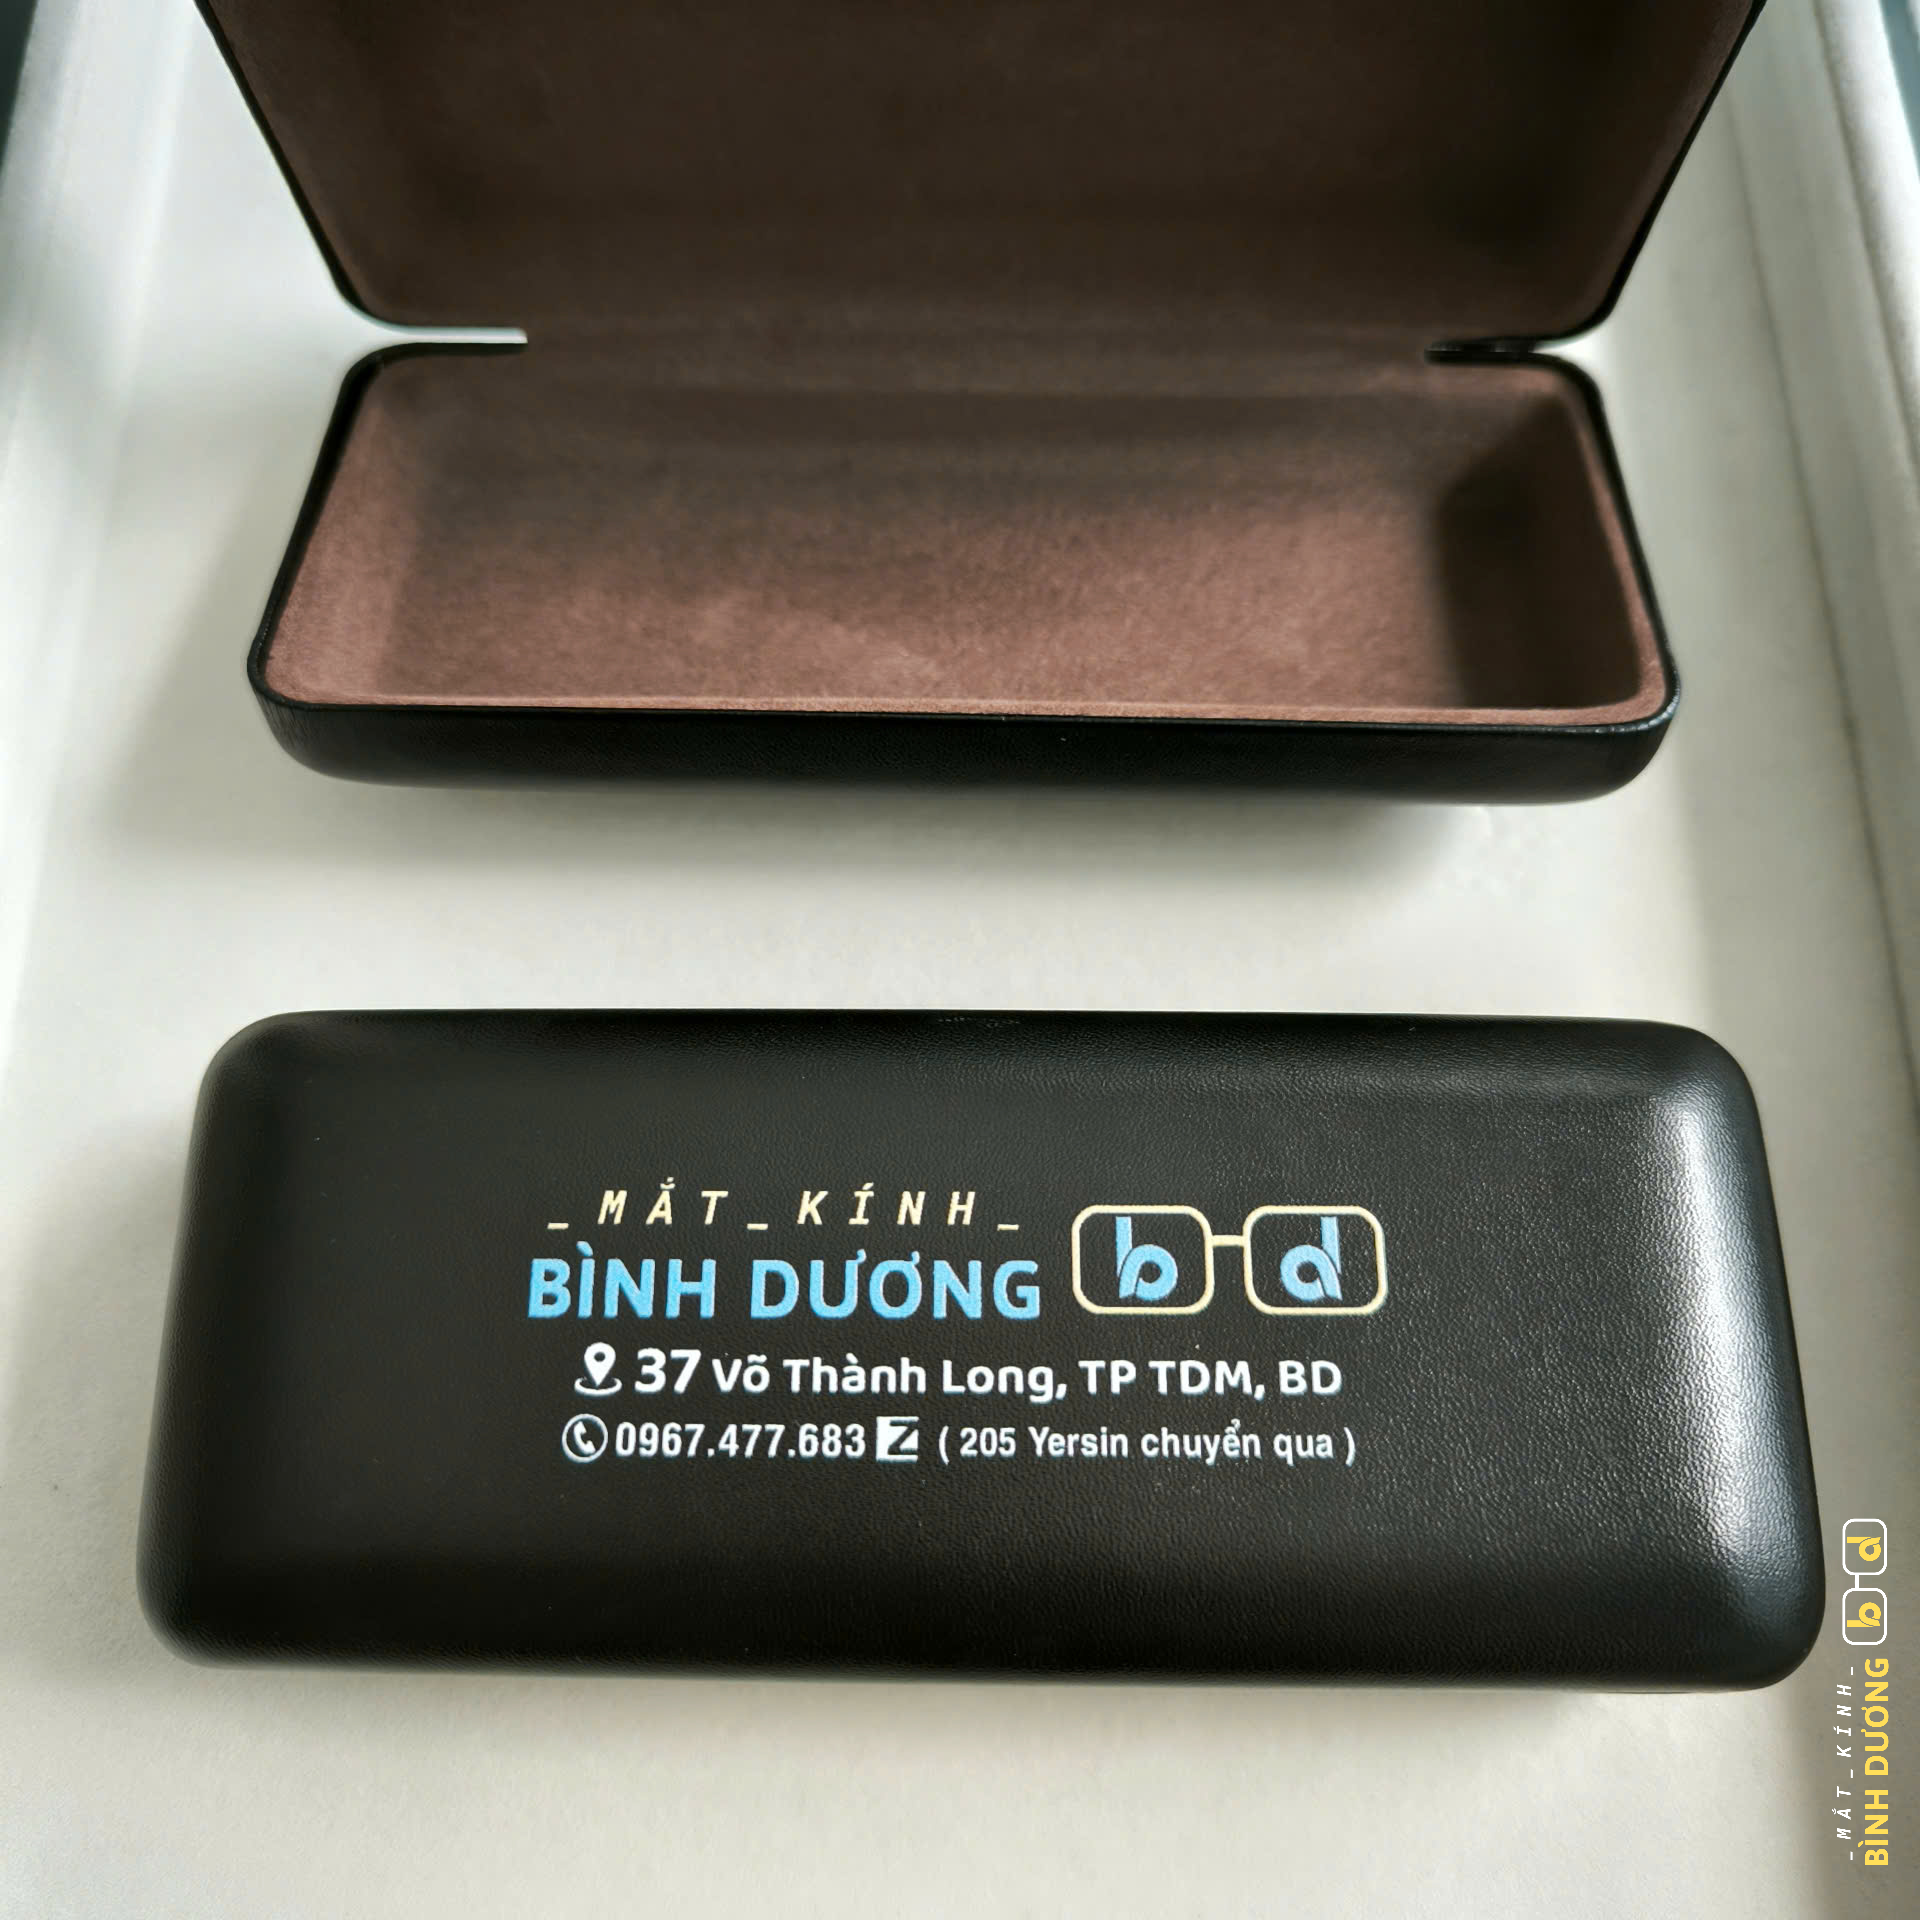 _MẮT_KÍNH_
BÌNH DƯƠNG bd
37 Võ Thành Long, TP TDM, BD
0967.477.683 Z ( 205 Yersin chuyển qua )
_MẮT_KÍNH_
BÌNH DƯƠNG bd